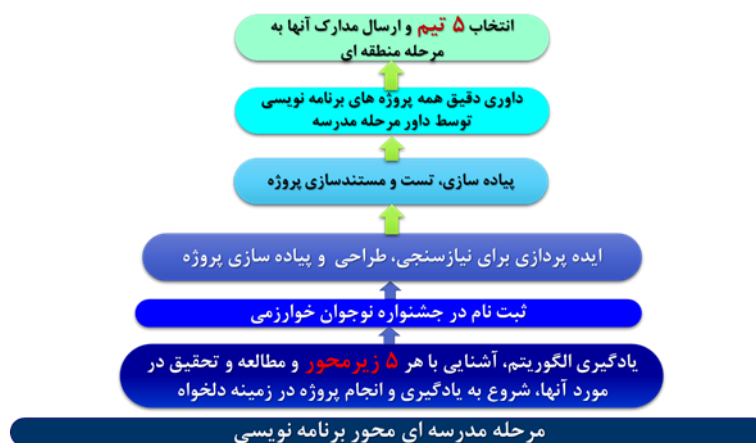 انتخاب ۵ تیم و ارسال مدارک آنها به
مرحله منطقه ای
داوری دقیق همه پروژه های برنامه نویسی
توسط داور مرحله مدرسه
پیاده سازی، تست و مستندسازی پروژه
ایده پردازی برای نیازسنجی، طراحی و پیاده سازی پروژه
ثبت نام در جشنواره نوجوان خوارزمی
یادگیری الگوریتم، آشنایی با هر ۵ زیرمحور و مطالعه و تحقیق در
مورد آنها، شروع به یادگیری و انجام پروژه در زمینه دلخواه
مرحله مدرسه ای محور برنامه نویسی